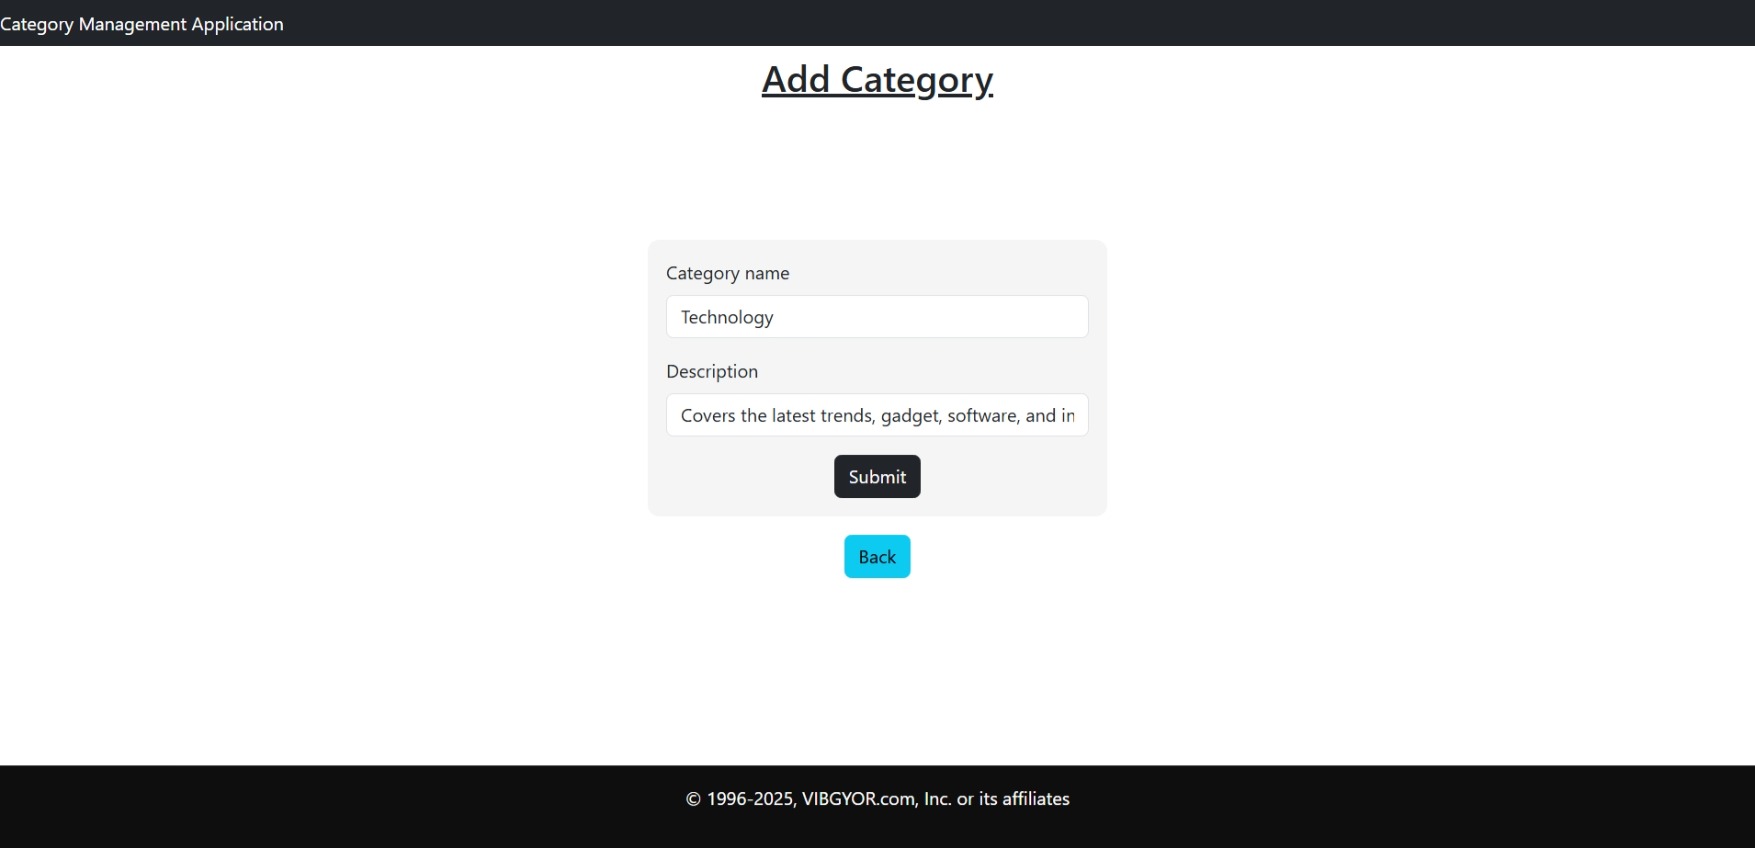 Category Management Application
Add Category
Category name
Technology
Description
Covers the latest trends, gadget, software, and in
Submit
Back
© 1996-2025, VIBGYOR.com, Inc. or its affiliates